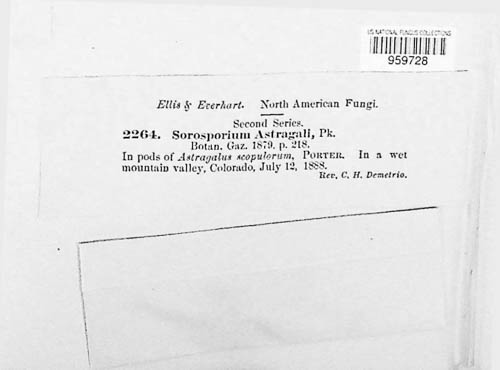 US NATIONAL FUNGUS COLLECTIONS
959728
Ellis & Everhart. North American Fungi.
Second Series.
2264. Sorosporium Astragali, Pk.
Botan. Gaz. 1879. p. 218.
In pods of Astragalus scopulorum, PORTER. In a wet
mountain valley, Colorado, July 12, 1888.
Rev. C. H. Demetrio.